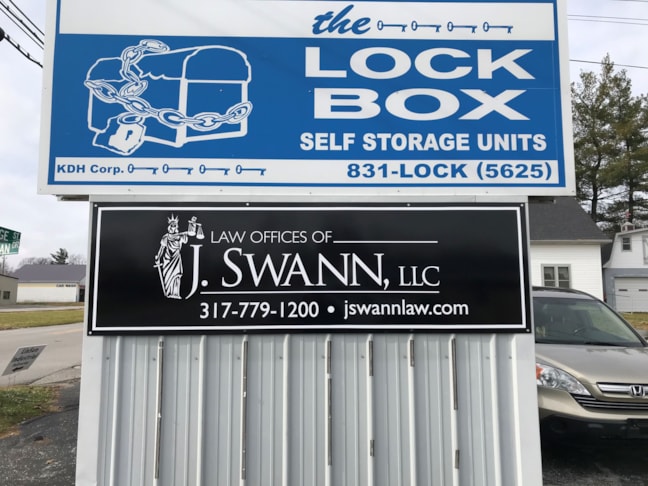 the
LOCK
BOX
SELF STORAGE UNITS
KDH Corp.
831-LOCK (5625)
LAW OFFICES OF
J. SWANN, LLC
317-779-1200 • jswannlaw.com